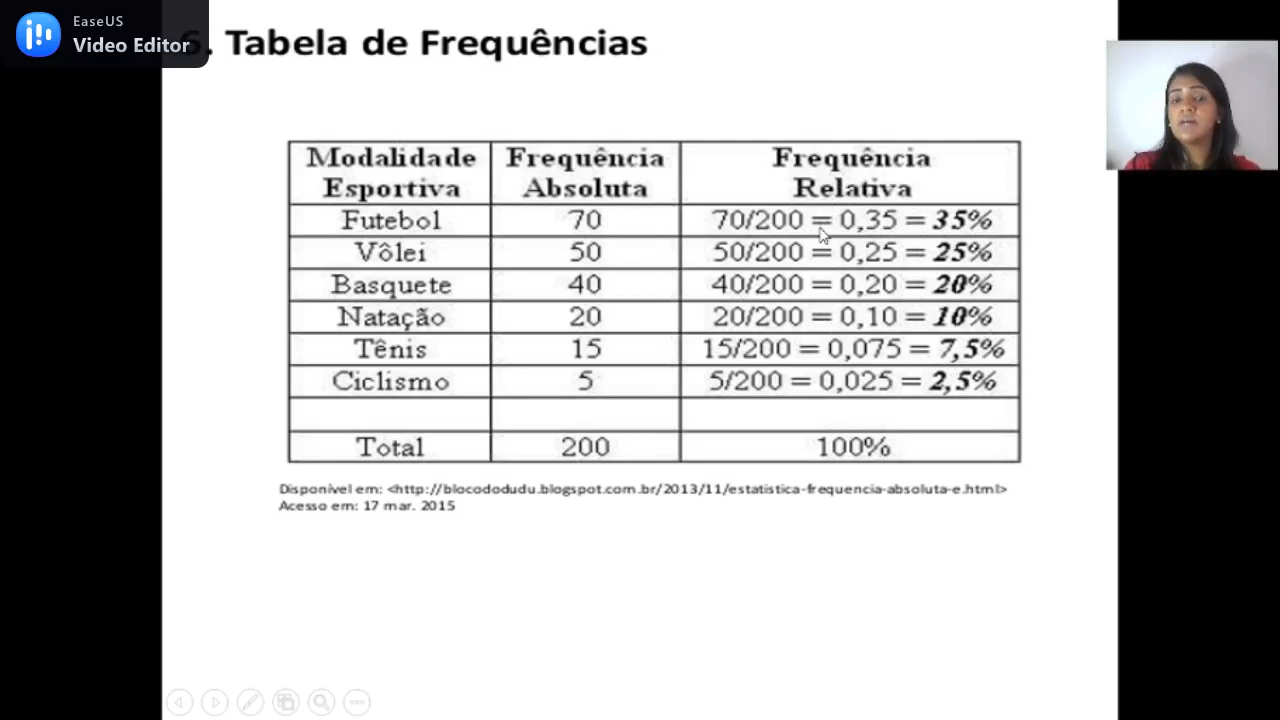 EaseUS
Video Editor
6. Tabela de Frequências
Modalidade Esportiva | Frequência Absoluta | Frequência Relativa
Futebol | 70 | 70/200 = 0,35 = 35%
Vôlei | 50 | 50/200 = 0,25 = 25%
Basquete | 40 | 40/200 = 0,20 = 20%
Natação | 20 | 20/200 = 0,10 = 10%
Tênis | 15 | 15/200 = 0,075 = 7,5%
Ciclismo | 5 | 5/200 = 0,025 = 2,5%
Total | 200 | 100%
Disponível em: <http://blocododudu.blogspot.com.br/2013/11/estatistica-frequencia-absoluta-e.html>
Acesso em: 17 mar. 2015